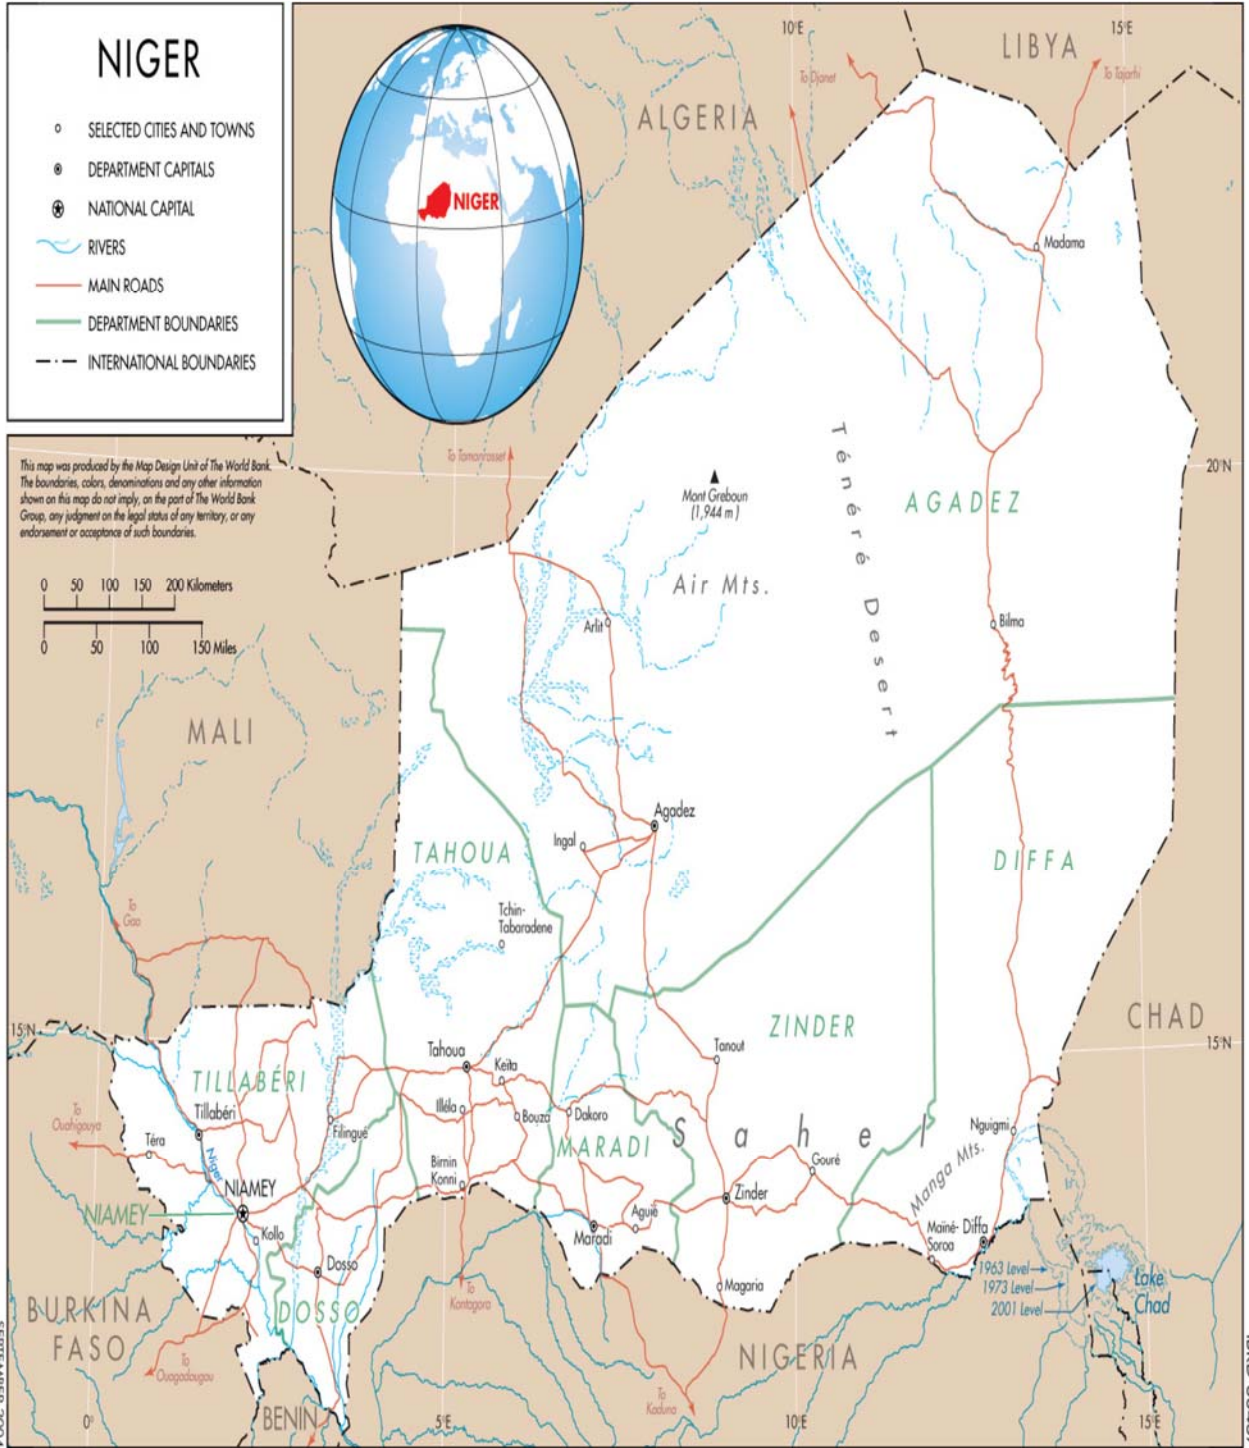 NIGER
SELECTED CITIES AND TOWNS
DEPARTMENT CAPITALS
NATIONAL CAPITAL
RIVERS
MAIN ROADS
DEPARTMENT BOUNDARIES
INTERNATIONAL BOUNDARIES
NIGER
This map was produced by the Map Design Unit of The World Bank.
The boundaries, colors, denominations and any other information
shown on this map do not imply, on the part of The World Bank
Group, any judgment on the legal status of any territory, or any
endorsement or acceptance of such boundaries.
0 50 100 150 200 Kilometers
0 50 100 150 Miles
10°E
15°E
LIBYA
To Djanet
To Tajarhi
ALGERIA
Madama
To Tamanrasset
20°N
Mont Greboun
(1,944 m)
AGADEZ
Ténéré Desert
Air Mts.
Arlit
Bilma
MALI
Agadez
Ingal
TAHOUA
DIFFA
Tchin-
Tabaradene
To
Gao
CHAD
ZINDER
15°N
15°N
Tanout
Tahoua
Keita
TILLABÉRI
Tillabéri
Illéla
Bouza
Dakoro
To
Ouahigouya
Filingué
Téra
MARADI
Sahel
Nguigmi
Gouré
Manga Mts.
Niger
Birnin
Konni
NIAMEY
NIAMEY
Zinder
Aguié
Kollo
Maradi
Maïné-
Soroa
Diffa
Dosso
Magaria
1963 Level
1973 Level
2001 Level
Lake
Chad
To
Kontagora
BURKINA
FASO
DOSSO
NIGERIA
To
Ouagadougau
To
Kaduna
BENIN
0°
5°E
10°E
15°E